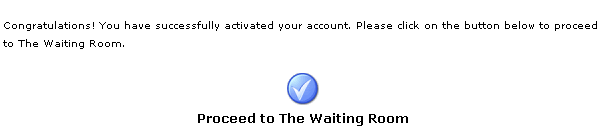 Congratulations! You have successfully activated your account. Please click on the button below to proceed
to The Waiting Room.
Proceed to The Waiting Room